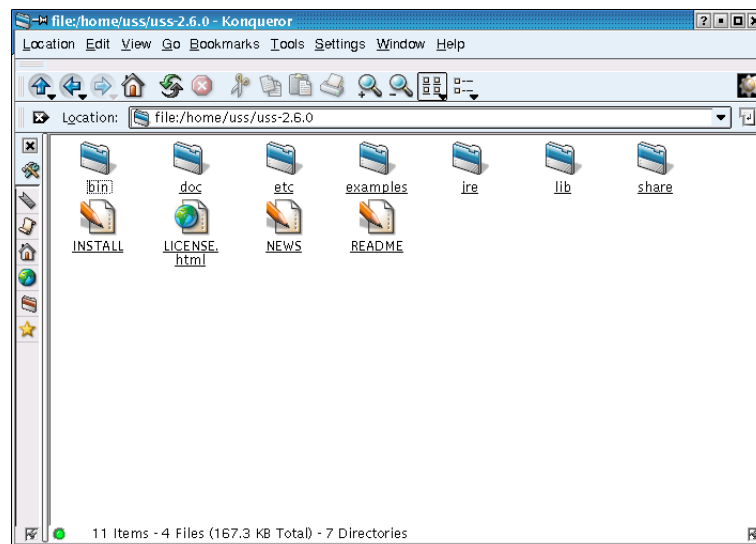 file:/home/uss/uss-2.6.0 - Konqueror
Location Edit View Go Bookmarks Tools Settings Window Help
Location: file:/home/uss/uss-2.6.0
bin doc etc examples jre lib share
INSTALL LICENSE.html NEWS README
11 Items - 4 Files (167.3 KB Total) - 7 Directories